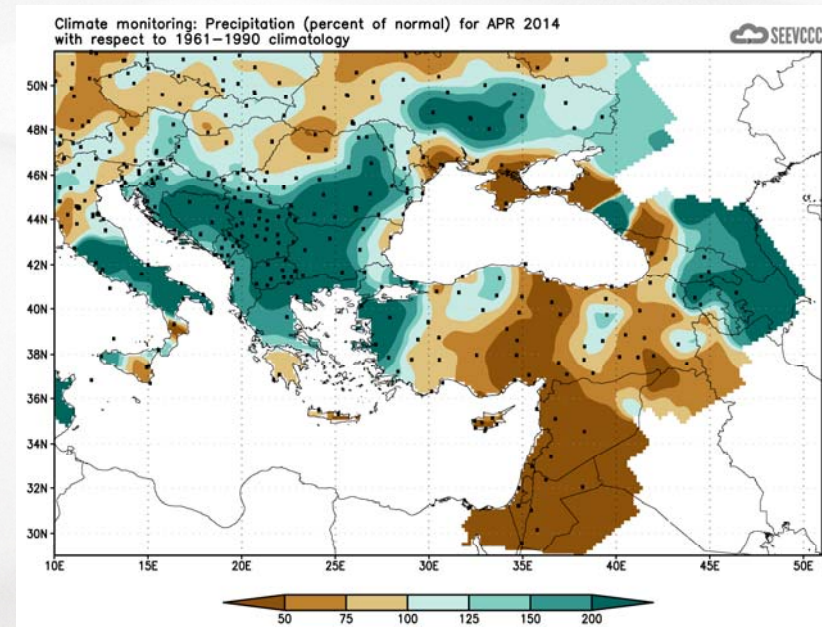 Climate monitoring: Precipitation (percent of normal) for APR 2014
with respect to 1961–1990 climatology
SEEVCCC
50N
48N
46N
44N
42N
40N
38N
36N
34N
32N
30N
10E 15E 20E 25E 30E 35E 40E 45E 50E
50 75 100 125 150 200